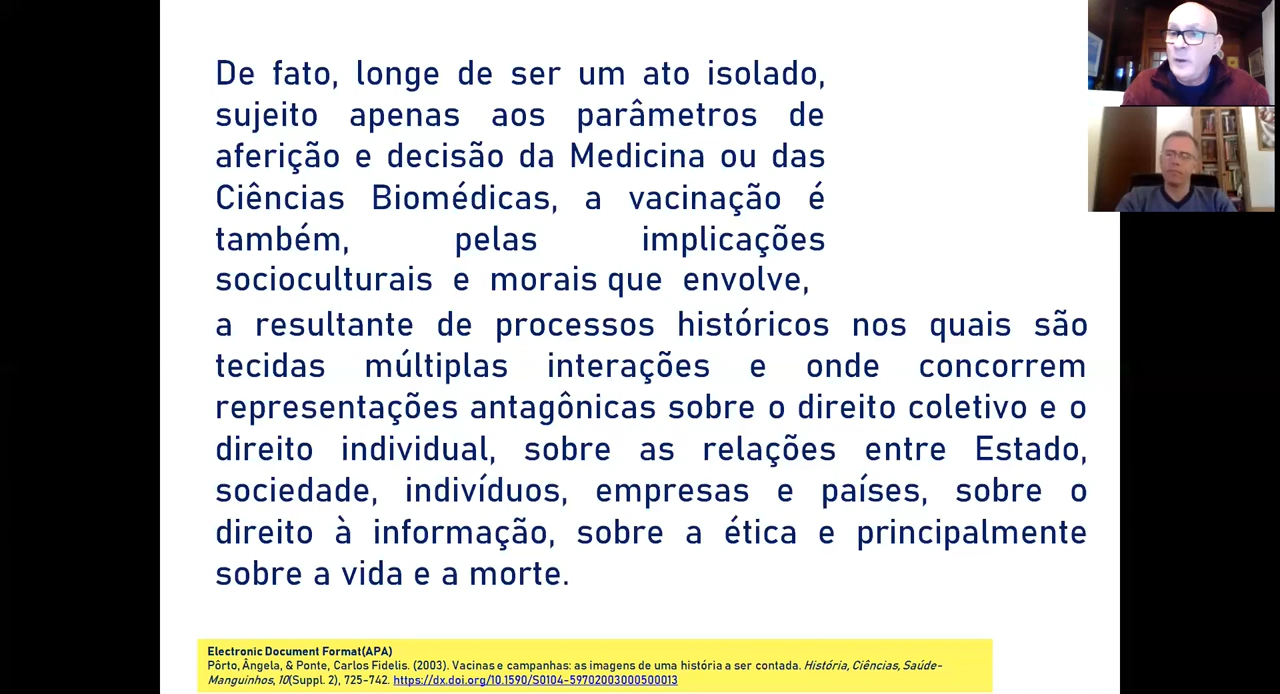 De fato, longe de ser um ato isolado,
sujeito apenas aos parâmetros de
aferição e decisão da Medicina ou das
Ciências Biomédicas, a vacinação é
também, pelas implicações
socioculturais e morais que envolve,
a resultante de processos históricos nos quais são
tecidas múltiplas interações e onde concorrem
representações antagônicas sobre o direito coletivo e o
direito individual, sobre as relações entre Estado,
sociedade, indivíduos, empresas e países, sobre o
direito à informação, sobre a ética e principalmente
sobre a vida e a morte.
Electronic Document Format(APA)
Pôrto, Ângela, & Ponte, Carlos Fidelis. (2003). Vacinas e campanhas: as imagens de uma história a ser contada. História, Ciências, Saúde-
Manguinhos, 10(Suppl. 2), 725-742. https://dx.doi.org/10.1590/S0104-59702003000500013